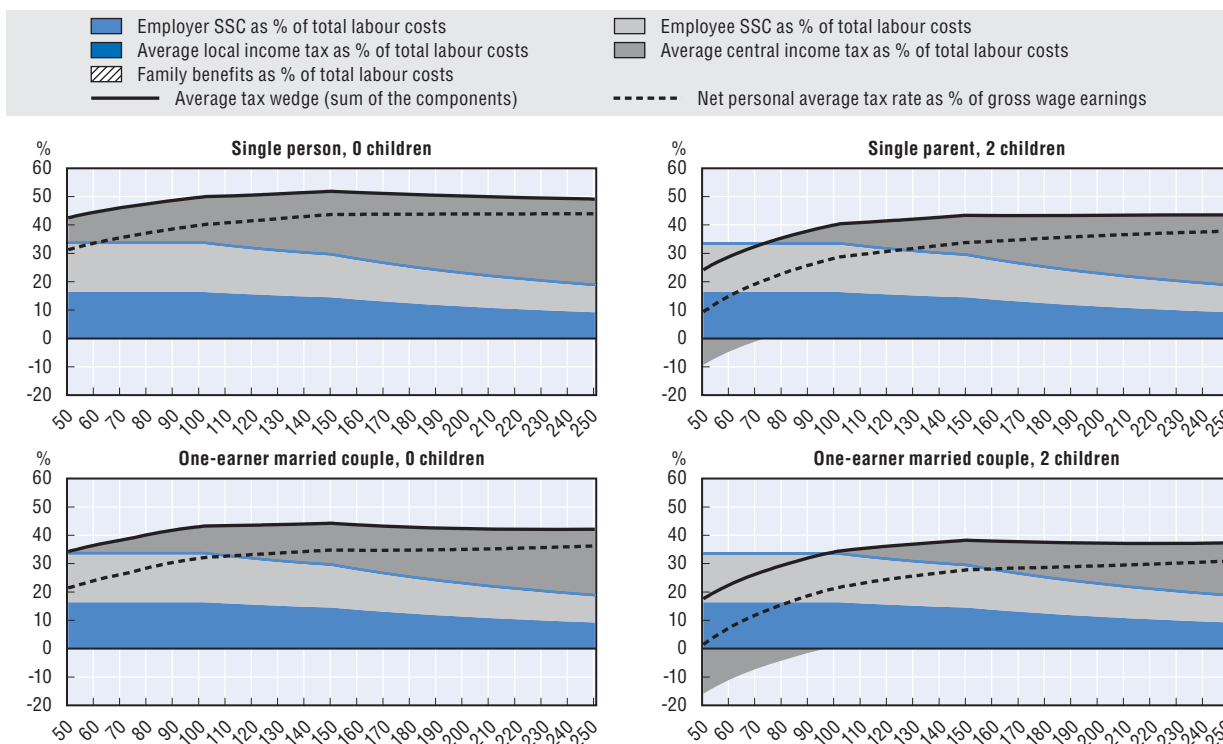 Employer SSC as % of total labour costs
Employee SSC as % of total labour costs
Average local income tax as % of total labour costs
Average central income tax as % of total labour costs
Family benefits as % of total labour costs
Average tax wedge (sum of the components)
Net personal average tax rate as % of gross wage earnings
% Single person, 0 children
60
50
40
30
20
10
0
-10
-20
50 60 70 80 90 100 110 120 130 140 150 160 170 180 190 200 210 220 230 240 250
% Single parent, 2 children
60
50
40
30
20
10
0
-10
-20
50 60 70 80 90 100 110 120 130 140 150 160 170 180 190 200 210 220 230 240 250
% One-earner married couple, 0 children
60
50
40
30
20
10
0
-10
-20
50 60 70 80 90 100 110 120 130 140 150 160 170 180 190 200 210 220 230 240 250
% One-earner married couple, 2 children
60
50
40
30
20
10
0
-10
-20
50 60 70 80 90 100 110 120 130 140 150 160 170 180 190 200 210 220 230 240 250